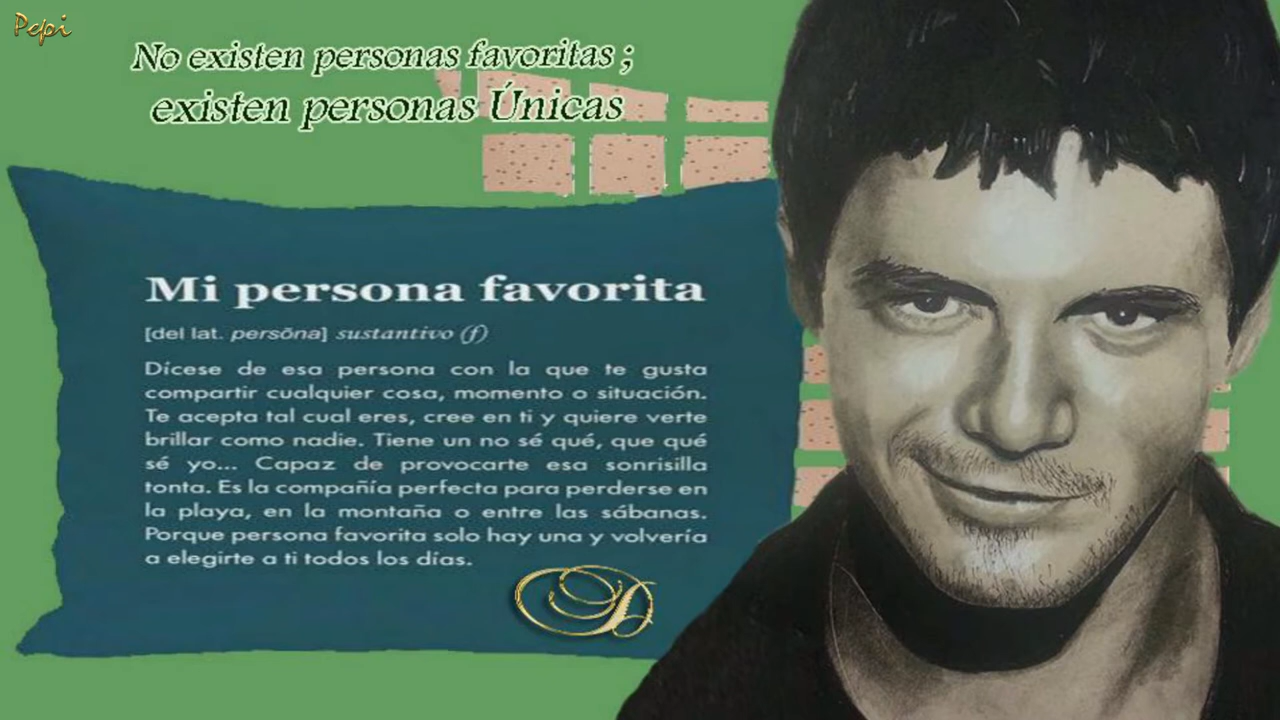 Pepi
No existen personas favoritas ;
existen personas Únicas
Mi persona favorita
[del lat. persōna] sustantivo (f)
Dícese de esa persona con la que te gusta
compartir cualquier cosa, momento o situación.
Te acepta tal cual eres, cree en ti y quiere verte
brillar como nadie. Tiene un no sé qué, que qué
sé yo... Capaz de provocarte esa sonrisilla
tonta. Es la compañía perfecta para perderse en
la playa, en la montaña o entre las sábanas.
Porque persona favorita solo hay una y volvería
a elegirte a ti todos los días.
D